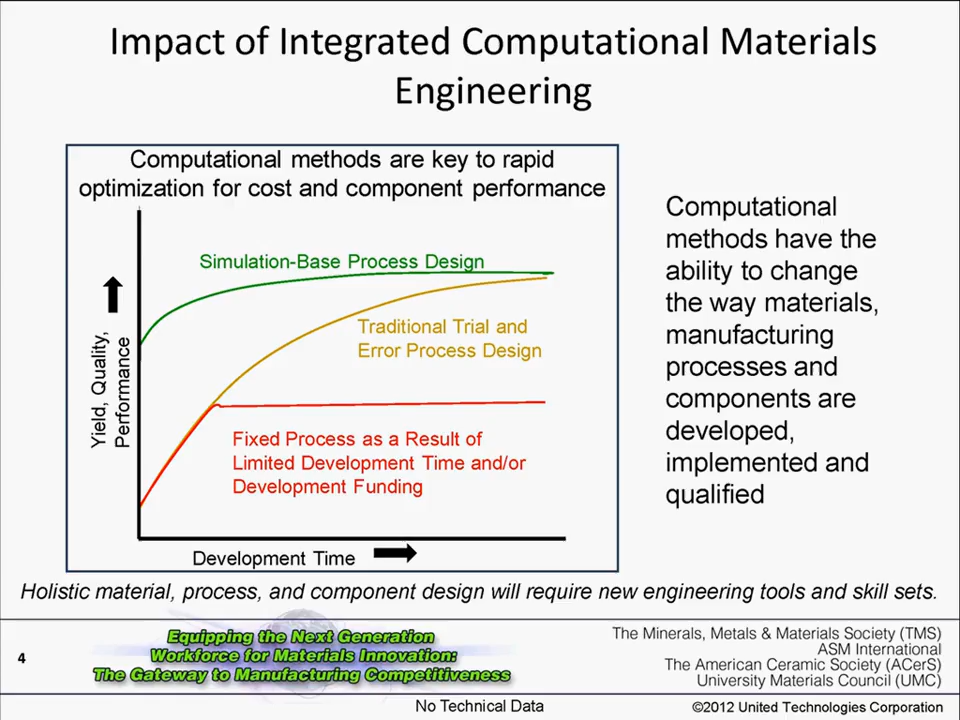 Impact of Integrated Computational Materials
Engineering
Computational methods are key to rapid
optimization for cost and component performance
Simulation-Base Process Design
Traditional Trial and
Error Process Design
Yield, Quality,
Performance
Fixed Process as a Result of
Limited Development Time and/or
Development Funding
Development Time
Computational
methods have the
ability to change
the way materials,
manufacturing
processes and
components are
developed,
implemented and
qualified
Holistic material, process, and component design will require new engineering tools and skill sets.
4
Equipping the Next Generation
Workforce for Materials Innovation:
The Gateway to Manufacturing Competitiveness
The Minerals, Metals & Materials Society (TMS)
ASM International
The American Ceramic Society (ACerS)
University Materials Council (UMC)
No Technical Data
©2012 United Technologies Corporation